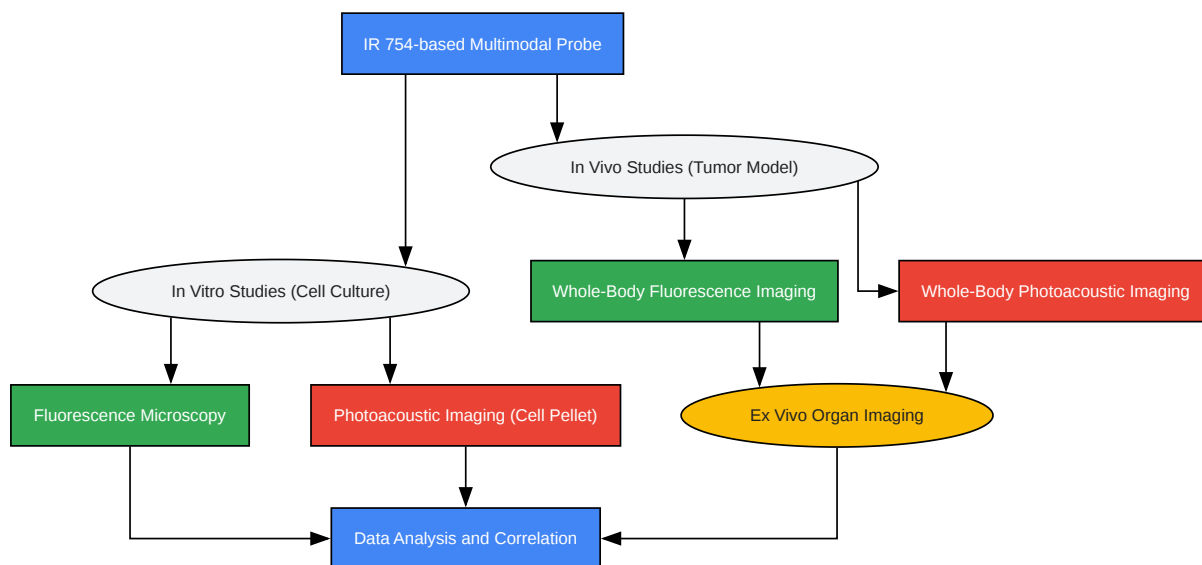 IR 754-based Multimodal Probe
In Vivo Studies (Tumor Model)
In Vitro Studies (Cell Culture)
Whole-Body Fluorescence Imaging
Whole-Body Photoacoustic Imaging
Fluorescence Microscopy
Photoacoustic Imaging (Cell Pellet)
Ex Vivo Organ Imaging
Data Analysis and Correlation